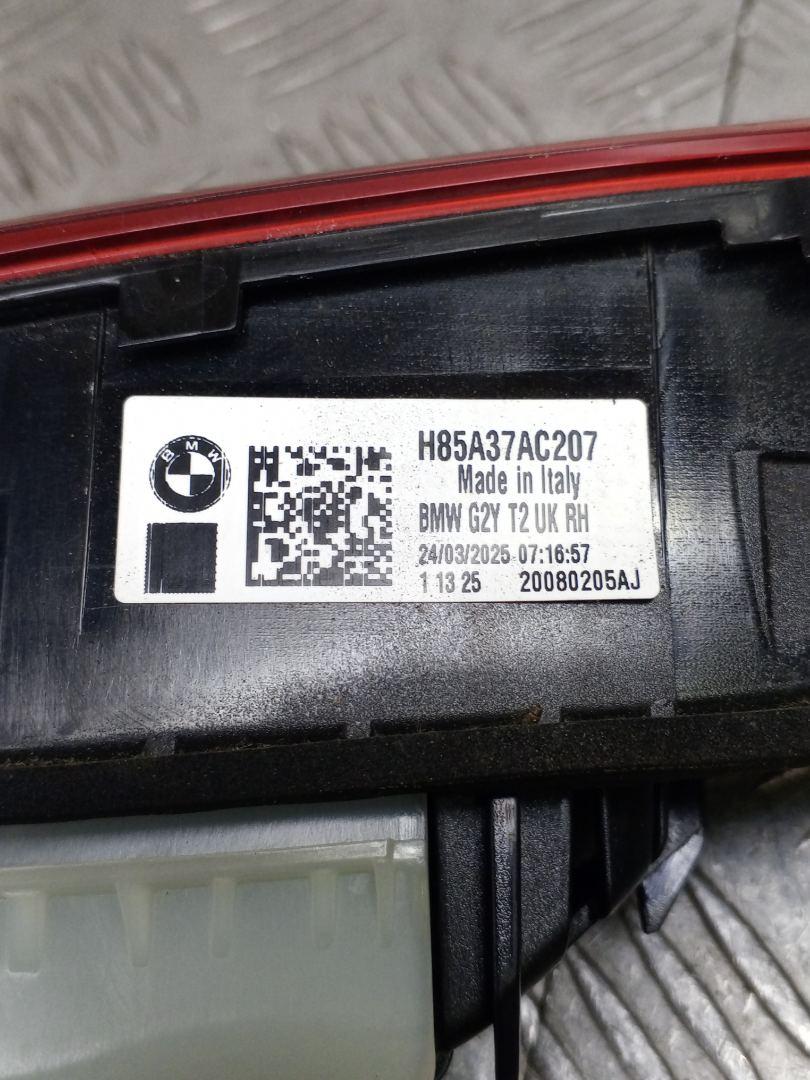 BMW
H85A37AC207
Made in Italy
BMW G2Y T2 UK RH
24/03/2025 07:16:57
1 13 25 20080205AJ